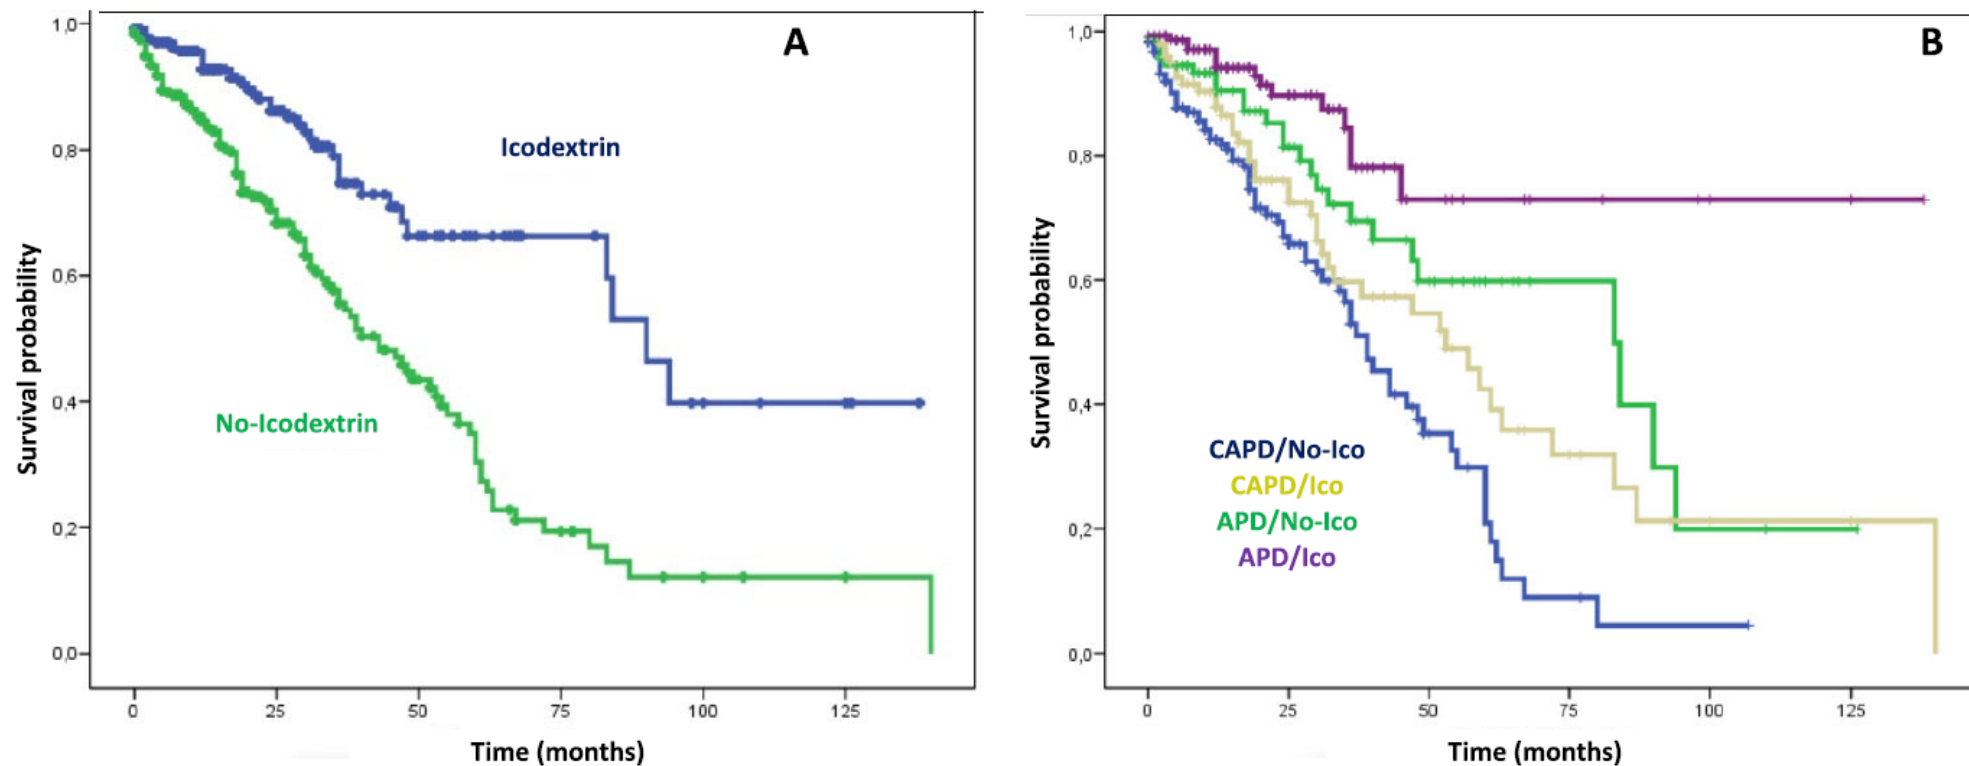 A
1,0
0,8
0,6
0,4
0,2
0,0
Survival probability
Icodextrin
No-Icodextrin
0 25 50 75 100 125
Time (months)
B
1,0
0,8
0,6
0,4
0,2
0,0
Survival probability
CAPD/No-Ico
CAPD/Ico
APD/No-Ico
APD/Ico
0 25 50 75 100 125
Time (months)